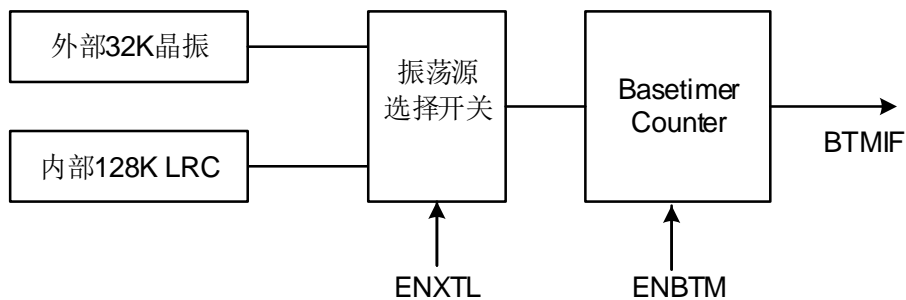 外部32K晶振
内部128K LRC
振荡源
选择开关
Basetimer
Counter
BTMIF
ENXTL
ENBTM